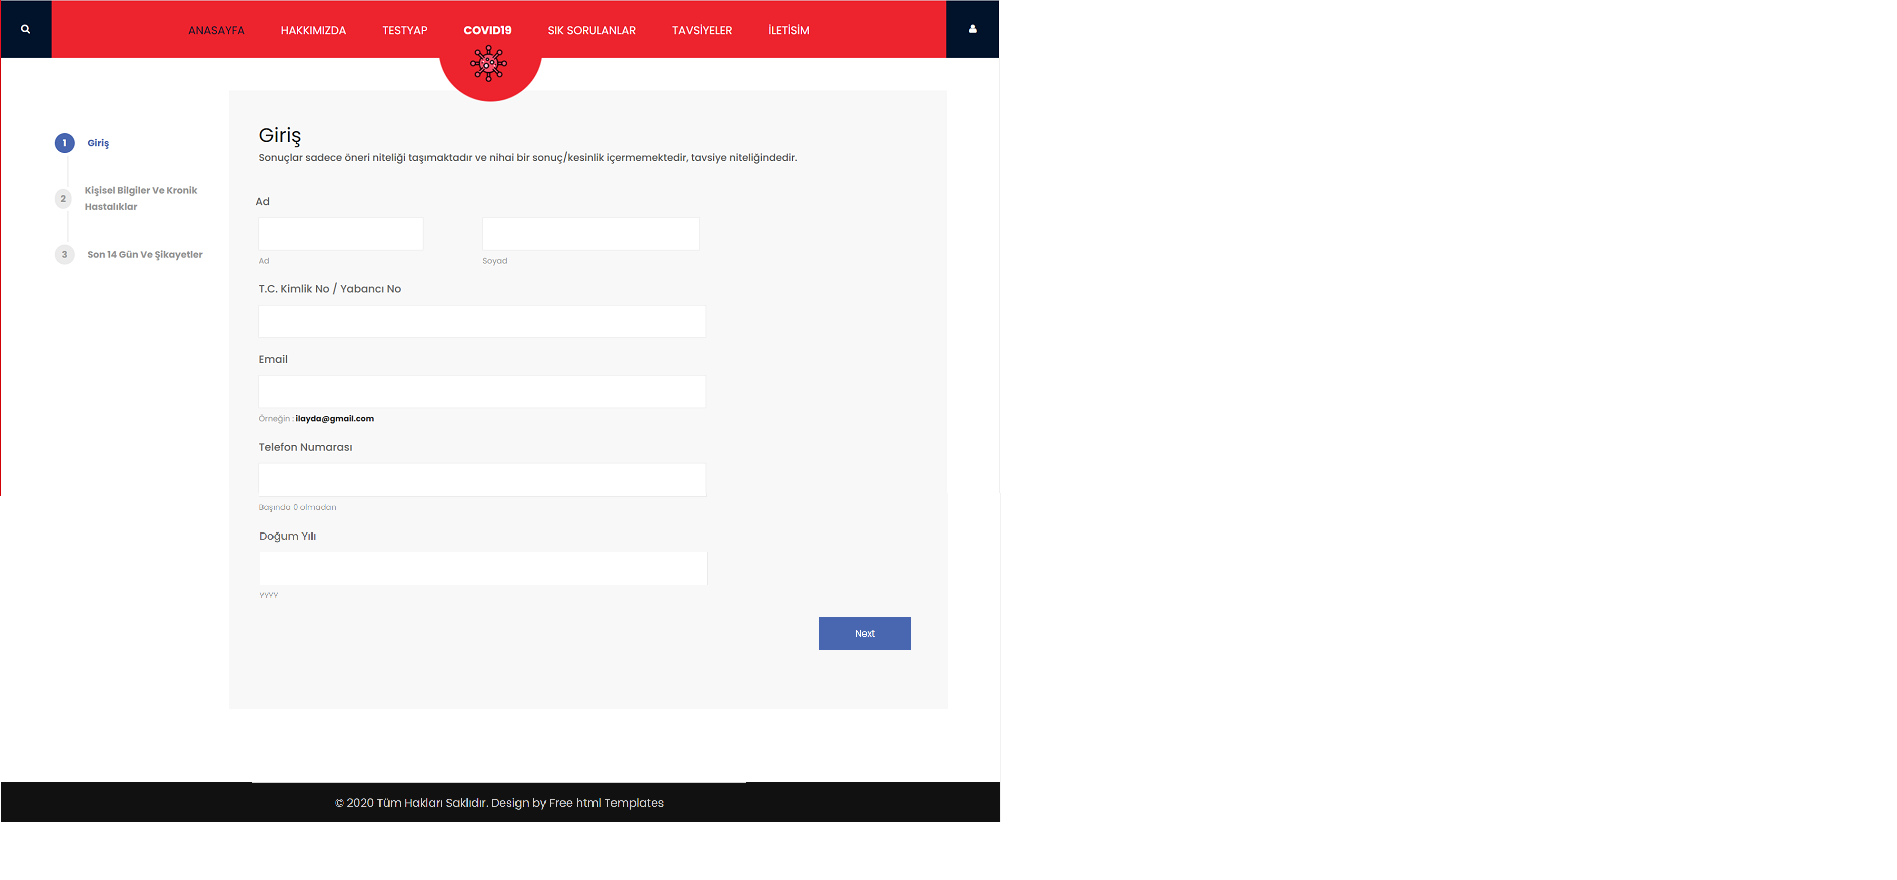 ANASAYFA HAKKIMIZDA TESTYAP COVID19 SIK SORULANLAR TAVSİYELER İLETİSİM
1 Giriş
2 Kişisel Bilgiler Ve Kronik
Hastalıklar
3 Son 14 Gün Ve Şikayetler
Giriş
Sonuçlar sadece öneri niteliği taşımaktadır ve nihai bir sonuç/kesinlik içermemektedir, tavsiye niteliğindedir.
Ad
Ad Soyad
T.C. Kimlik No / Yabancı No
Email
Örneğin : ilayda@gmail.com
Telefon Numarası
Başında 0 olmadan
Doğum Yılı
yyyy
Next
© 2020 Tüm Hakları Saklıdır. Design by Free html Templates